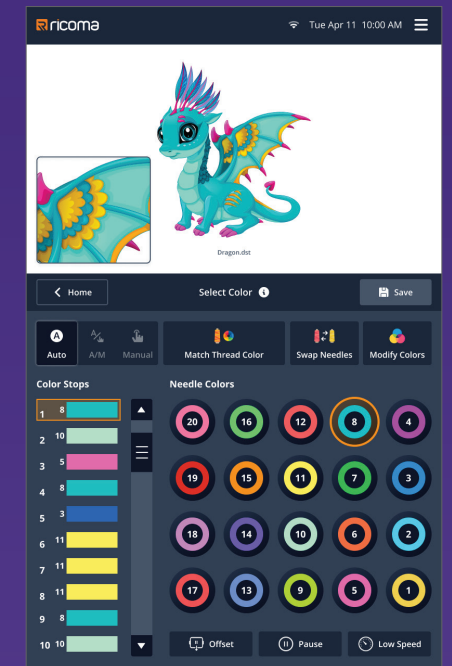 ricoma
Tue Apr 11 10:00 AM
Dragon.dst
Home
Select Color
Save
A
Auto
A/M
Manual
Match Thread Color
Swap Needles
Modify Colors
Color Stops
Needle Colors
1 8
2 10
3 5
4 8
5 3
6 11
7 11
8 11
9 8
10 10
20 16 12 8 4
19 15 11 7 3
18 14 10 6 2
17 13 9 5 1
Offset
Pause
Low Speed